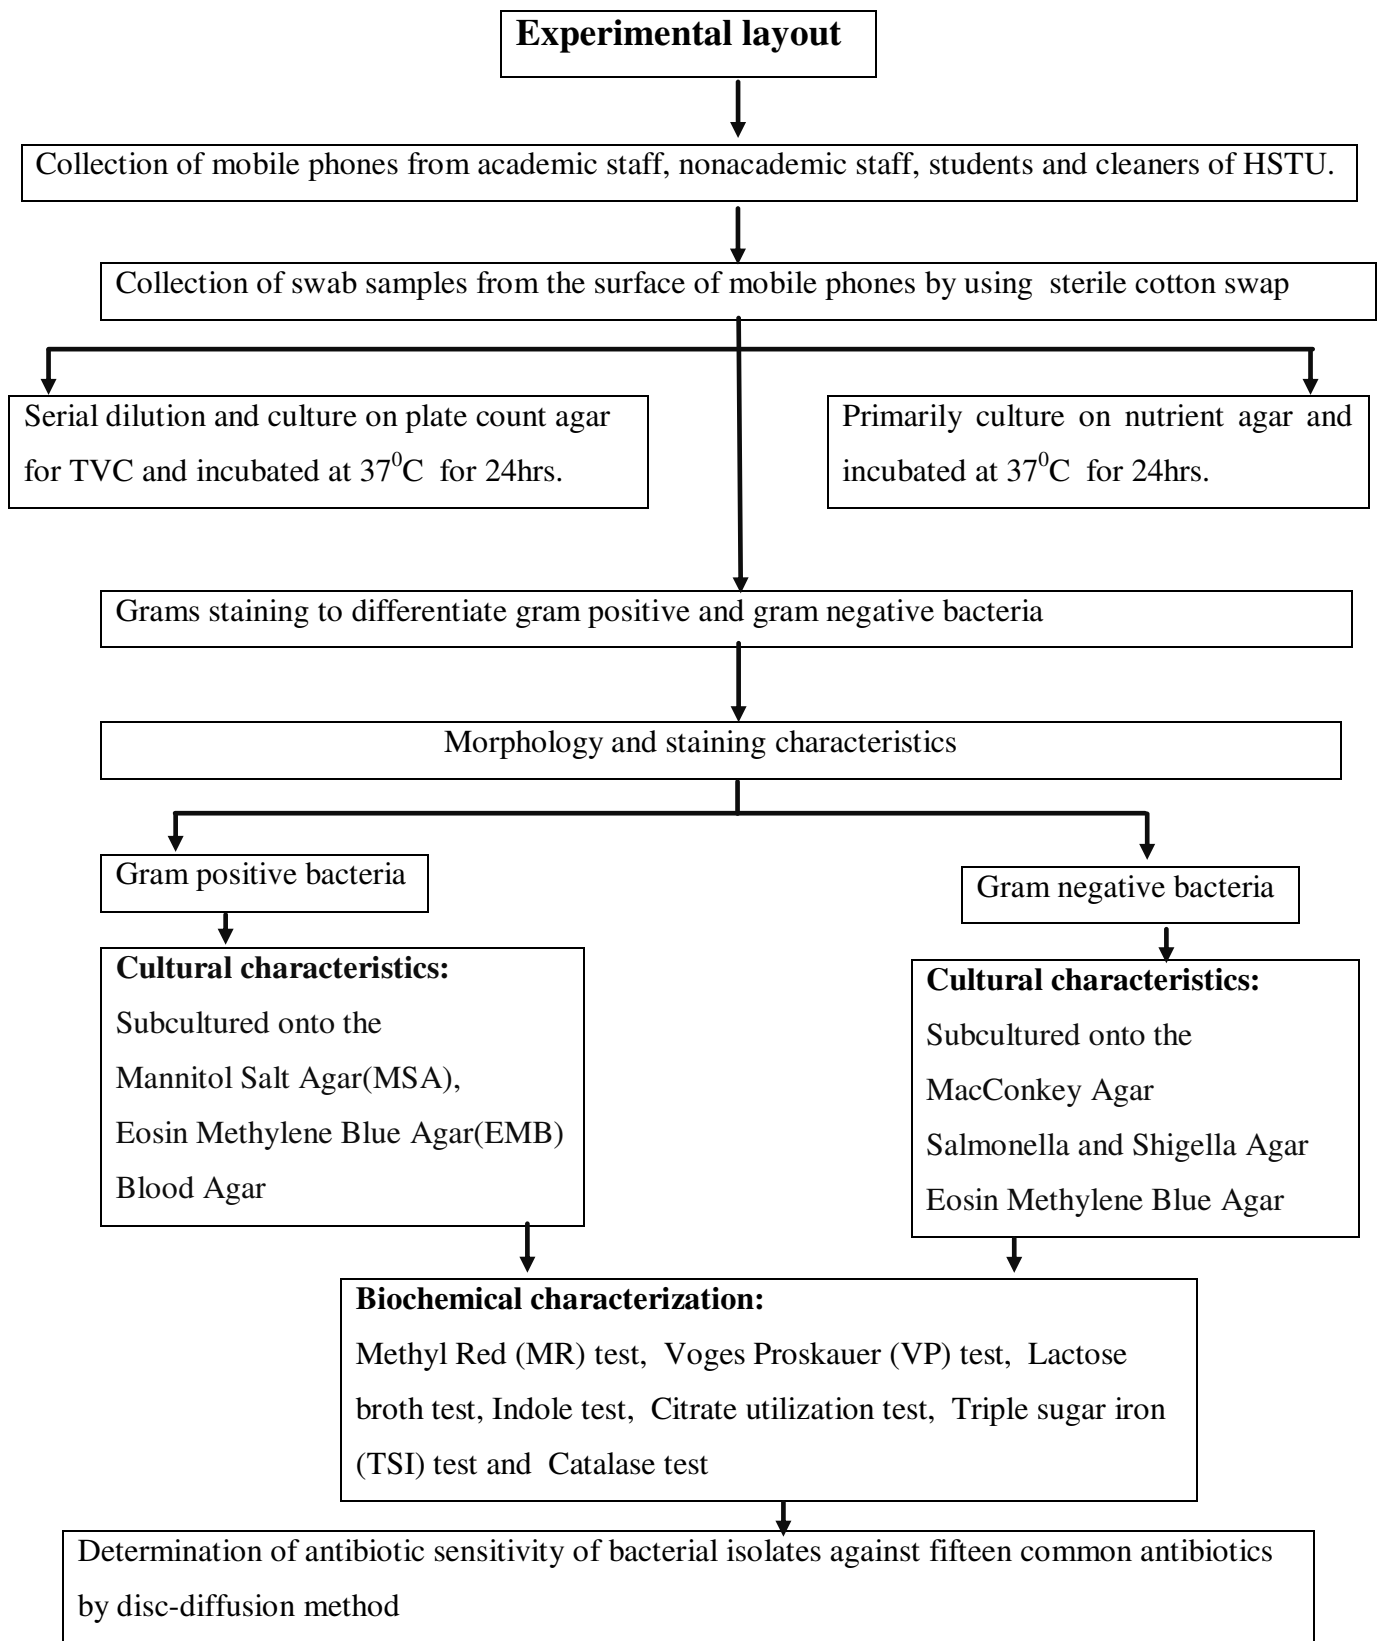 Experimental layout
Collection of mobile phones from academic staff, nonacademic staff, students and cleaners of HSTU.
Collection of swab samples from the surface of mobile phones by using sterile cotton swap
Serial dilution and culture on plate count agar
for TVC and incubated at 37⁰C for 24hrs.
Primarily culture on nutrient agar and
incubated at 37⁰C for 24hrs.
Grams staining to differentiate gram positive and gram negative bacteria
Morphology and staining characteristics
Gram positive bacteria
Gram negative bacteria
Cultural characteristics:
Subcultured onto the
Mannitol Salt Agar(MSA),
Eosin Methylene Blue Agar(EMB)
Blood Agar
Cultural characteristics:
Subcultured onto the
MacConkey Agar
Salmonella and Shigella Agar
Eosin Methylene Blue Agar
Biochemical characterization:
Methyl Red (MR) test, Voges Proskauer (VP) test, Lactose
broth test, Indole test, Citrate utilization test, Triple sugar iron
(TSI) test and Catalase test
Determination of antibiotic sensitivity of bacterial isolates against fifteen common antibiotics
by disc-diffusion method